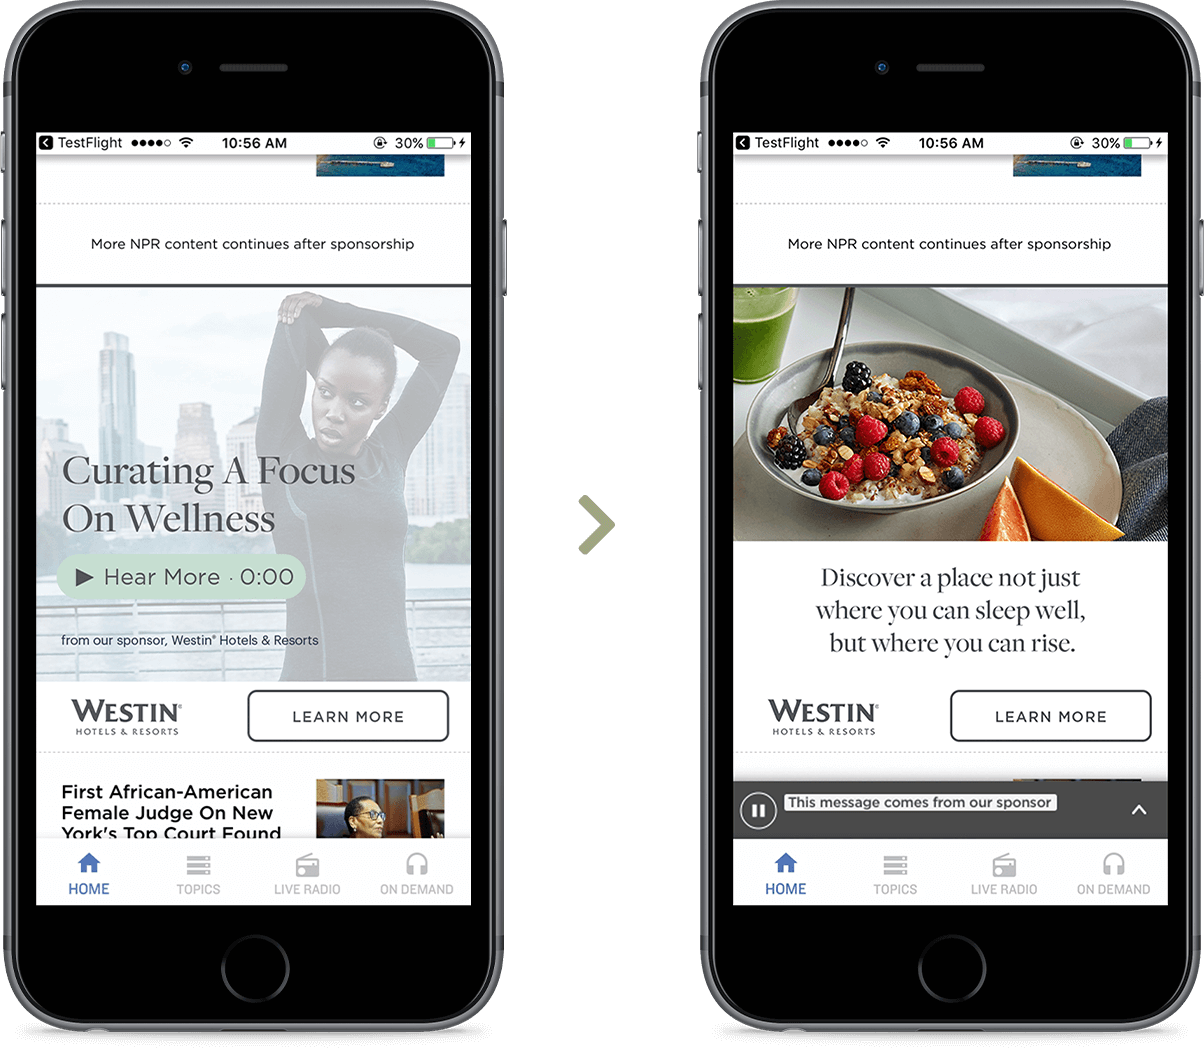 TestFlight 10:56 AM 30%
More NPR content continues after sponsorship
Curating A Focus
On Wellness
▶ Hear More · 0:00
from our sponsor, Westin® Hotels & Resorts
WESTIN®
HOTELS & RESORTS
LEARN MORE
First African-American
Female Judge On New
York's Top Court Found
HOME TOPICS LIVE RADIO ON DEMAND
TestFlight 10:56 AM 30%
More NPR content continues after sponsorship
Discover a place not just
where you can sleep well,
but where you can rise.
WESTIN®
HOTELS & RESORTS
LEARN MORE
This message comes from our sponsor
HOME TOPICS LIVE RADIO ON DEMAND